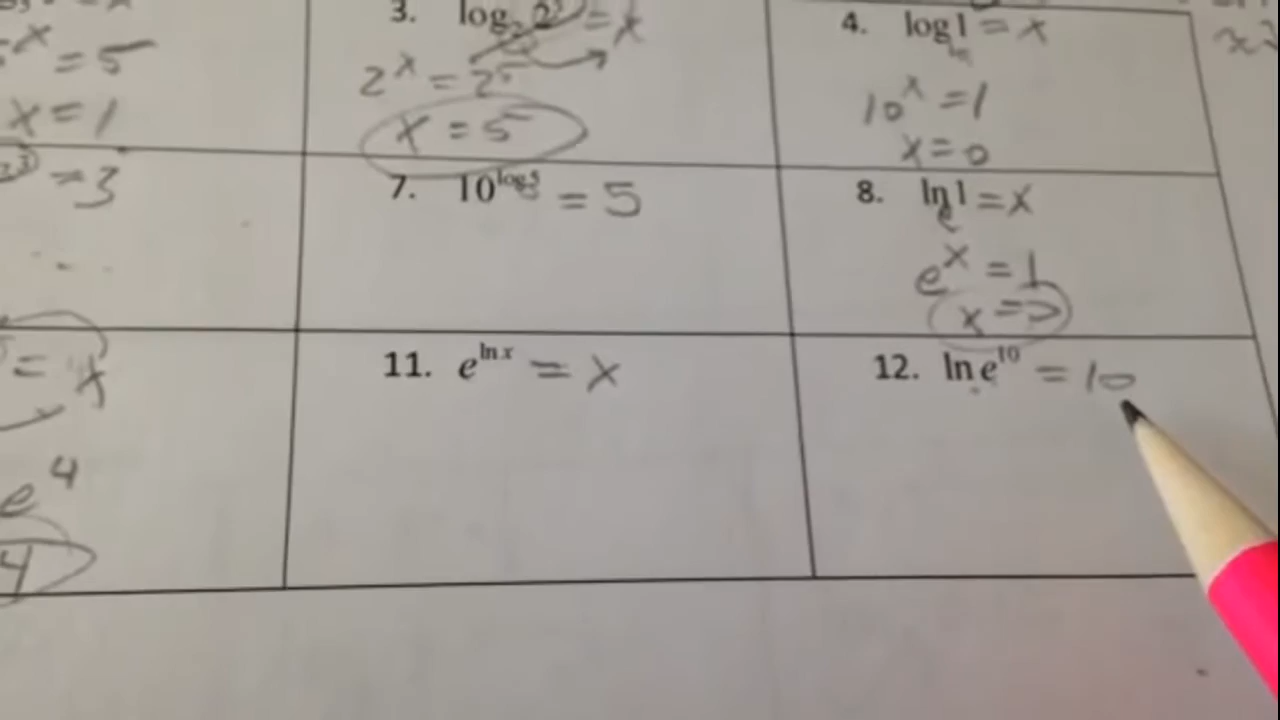 = 5
x = 1
3. log₂ 2⁵ = x
2ˣ = 2⁵
x = 5
4. log 1 = x
10ˣ = 1
x = 0
= 3
7. 10^log 5 = 5
8. ln 1 = x
e
eˣ = 1
x = 0
= x
e⁴
4
11. e^ln x = x
12. ln e¹⁰ = 10